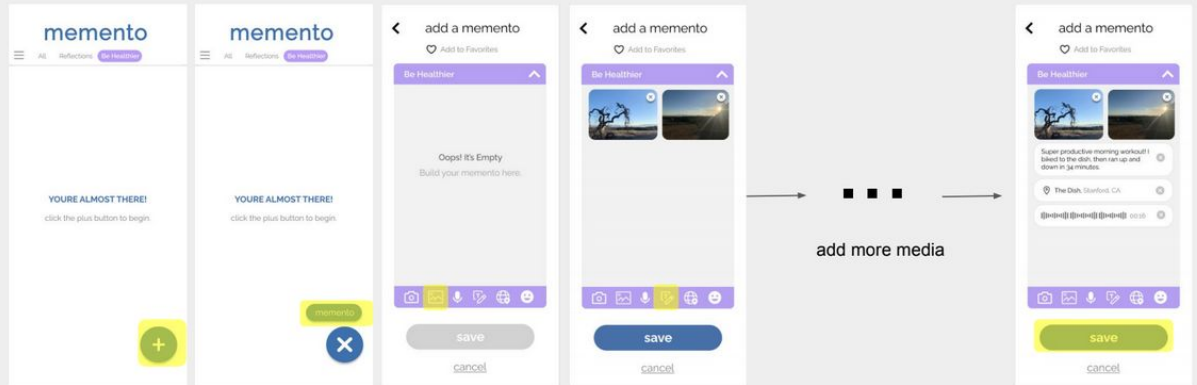 memento
All Reflections Be Healthier
YOURE ALMOST THERE!
click the plus button to begin.
memento
All Reflections Be Healthier
YOURE ALMOST THERE!
click the plus button to begin.
memento
add a memento
Add to Favorites
Be Healthier
Oops! It's Empty
Build your memento here.
save
cancel
add a memento
Add to Favorites
Be Healthier
save
cancel
add more media
add a memento
Add to Favorites
Be Healthier
Super productive morning workout! I
biked to the dish, then ran up and
down in 34 minutes.
The Dish, Stanford, CA
00:16
save
cancel